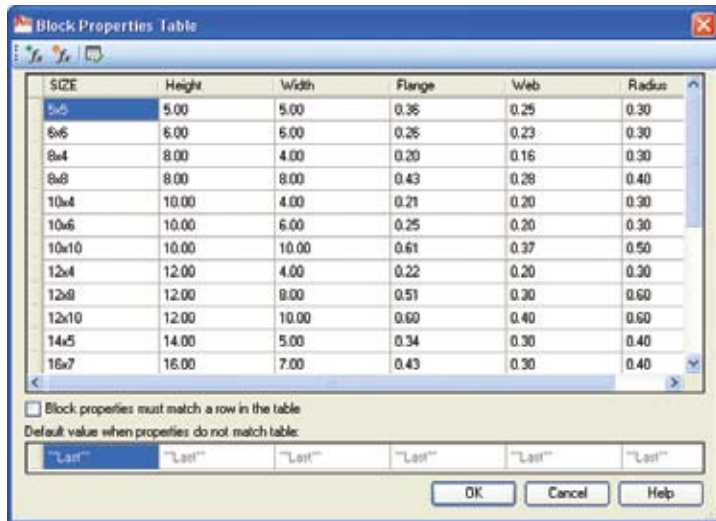 Block Properties Table
SIZE Height Width Flange Web Radius
5x5 5.00 5.00 0.36 0.25 0.30
6x6 6.00 6.00 0.26 0.23 0.30
8x4 8.00 4.00 0.20 0.16 0.30
8x8 8.00 8.00 0.43 0.28 0.40
10x4 10.00 4.00 0.21 0.20 0.30
10x6 10.00 6.00 0.25 0.20 0.30
10x10 10.00 10.00 0.61 0.37 0.50
12x4 12.00 4.00 0.22 0.20 0.30
12x8 12.00 8.00 0.51 0.30 0.60
12x10 12.00 10.00 0.60 0.40 0.60
14x5 14.00 5.00 0.34 0.30 0.40
16x7 16.00 7.00 0.43 0.30 0.40
Block properties must match a row in the table
Default value when properties do not match table:
"Last" "Last" "Last" "Last" "Last" "Last"
OK Cancel Help